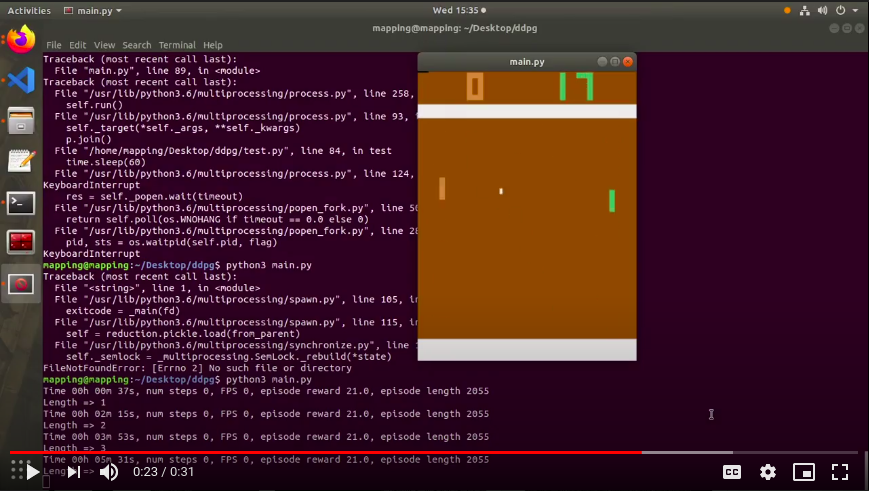 Activities
main.py
Wed 15:35
mapping@mapping: ~/Desktop/ddpg
File Edit View Search Terminal Help
Traceback (most recent call last):
File "main.py", line 89, in <module>
Traceback (most recent call last):
File "/usr/lib/python3.6/multiprocessing/process.py", line 258,
self.run()
File "/usr/lib/python3.6/multiprocessing/process.py", line 93,
self._target(*self._args, **self._kwargs)
p.join()
File "/home/mapping/Desktop/ddpg/test.py", line 84, in test
time.sleep(60)
File "/usr/lib/python3.6/multiprocessing/process.py", line 124,
KeyboardInterrupt
res = self._popen.wait(timeout)
File "/usr/lib/python3.6/multiprocessing/popen_fork.py", line
return self.poll(os.WNOHANG if timeout == 0.0 else 0)
File "/usr/lib/python3.6/multiprocessing/popen_fork.py", line
pid, sts = os.waitpid(self.pid, flag)
KeyboardInterrupt
mapping@mapping:~/Desktop/ddpg$ python3 main.py
Traceback (most recent call last):
File "<string>", line 1, in <module>
File "/usr/lib/python3.6/multiprocessing/spawn.py", line 105,
exitcode = _main(fd)
File "/usr/lib/python3.6/multiprocessing/spawn.py", line 115,
self = reduction.pickle.load(from_parent)
File "/usr/lib/python3.6/multiprocessing/synchronize.py", line
self._semlock = _multiprocessing.SemLock._rebuild(*state)
FileNotFoundError: [Errno 2] No such file or directory
mapping@mapping:~/Desktop/ddpg$ python3 main.py
Time 00h 00m 37s, num steps 0, FPS 0, episode reward 21.0, episode length 2055
Length => 1
Time 00h 02m 15s, num steps 0, FPS 0, episode reward 21.0, episode length 2055
Length => 2
Time 00h 03m 53s, num steps 0, FPS 0, episode reward 21.0, episode length 2055
Length => 3
Time 00h 05m 31s, num steps 0, FPS 0, episode reward 21.0, episode length 2055
Length =>
main.py
0 17
0:23 / 0:31
CC